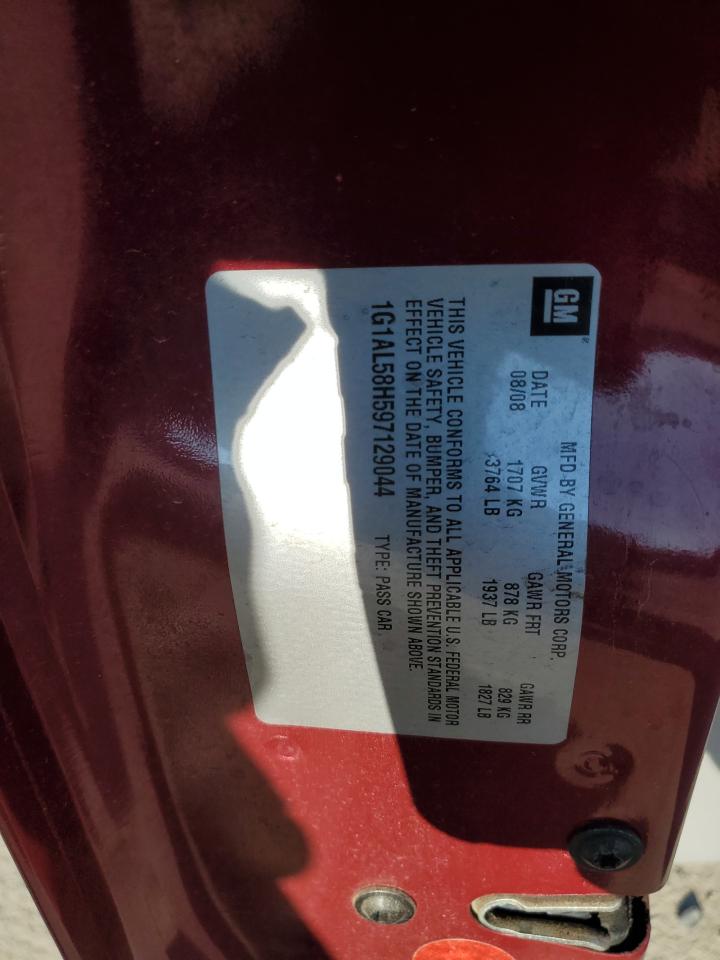 GM
MFD BY GENERAL MOTORS CORP.
DATE GVWR GAWR FRT GAWR RR
08/08 1707 KG 878 KG 829 KG
3764 LB 1937 LB 1827 LB
THIS VEHICLE CONFORMS TO ALL APPLICABLE U.S. FEDERAL MOTOR
VEHICLE SAFETY, BUMPER, AND THEFT PREVENTION STANDARDS IN
EFFECT ON THE DATE OF MANUFACTURE SHOWN ABOVE.
1G1AL58H597129044 TYPE: PASS CAR